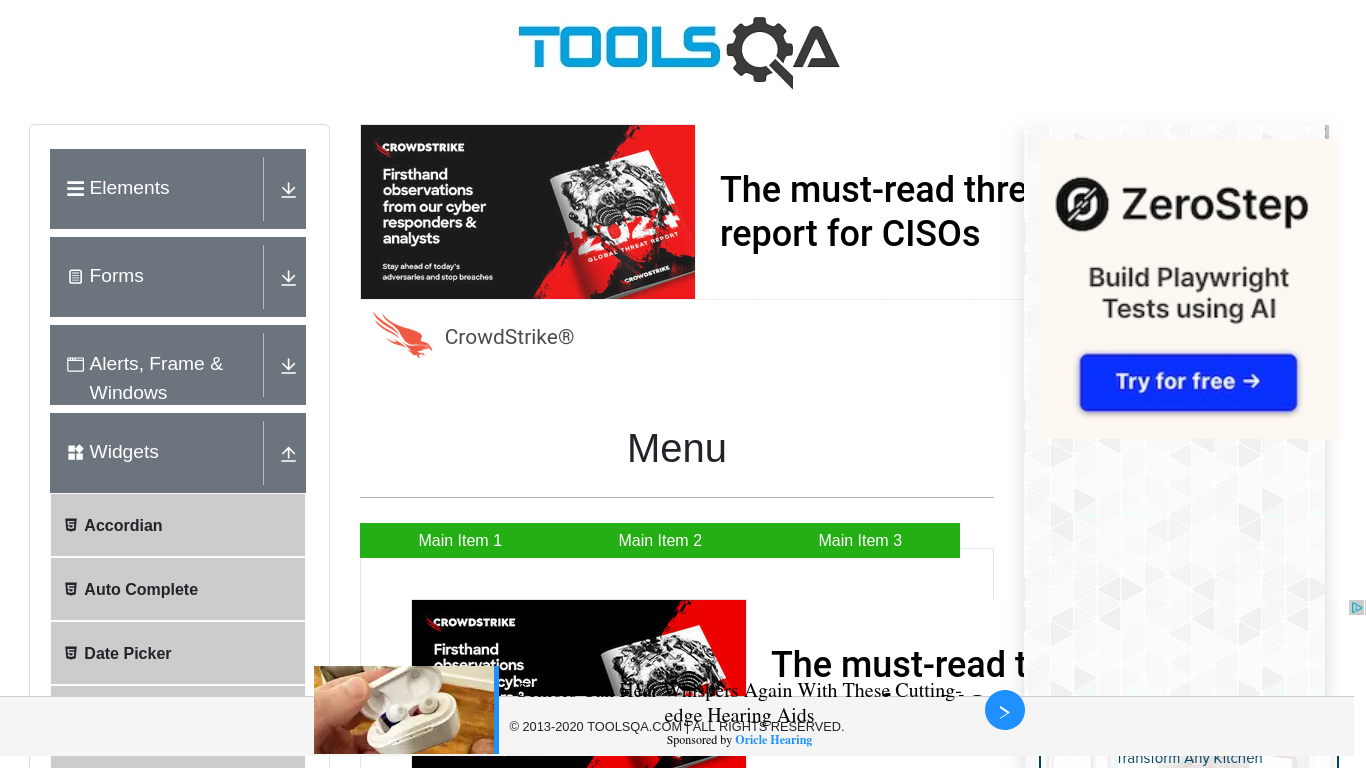 TOOLSQA
Elements
Forms
Alerts, Frame &
Windows
Widgets
Accordian
Auto Complete
Date Picker
CROWDSTRIKE
Firsthand
observations
from our cyber
responders &
analysts
Stay ahead of today's
adversaries and stop breaches
2024
GLOBAL THREAT REPORT
CROWDSTRIKE
The must-read thre
report for CISOs
CrowdStrike®
Menu
Main Item 1
Main Item 2
Main Item 3
CROWDSTRIKE
Firsthand
observations
cyber
The must-read t
Hear Whispers Again With These Cutting-
edge Hearing Aids
© 2013-2020 TOOLSQA.COM | ALL RIGHTS RESERVED.
Sponsored by Oricle Hearing
ZeroStep
Build Playwright
Tests using AI
Try for free →
Transform Any Kitchen